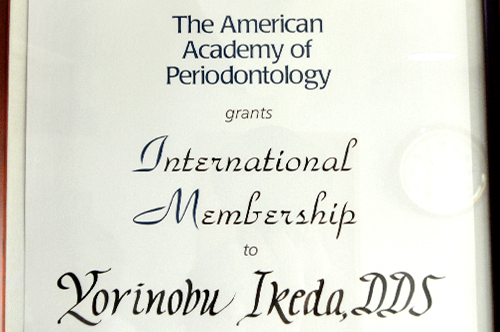 The American
Academy of
Periodontology
grants
International
Membership
to
Yorinobu Ikeda, DDS